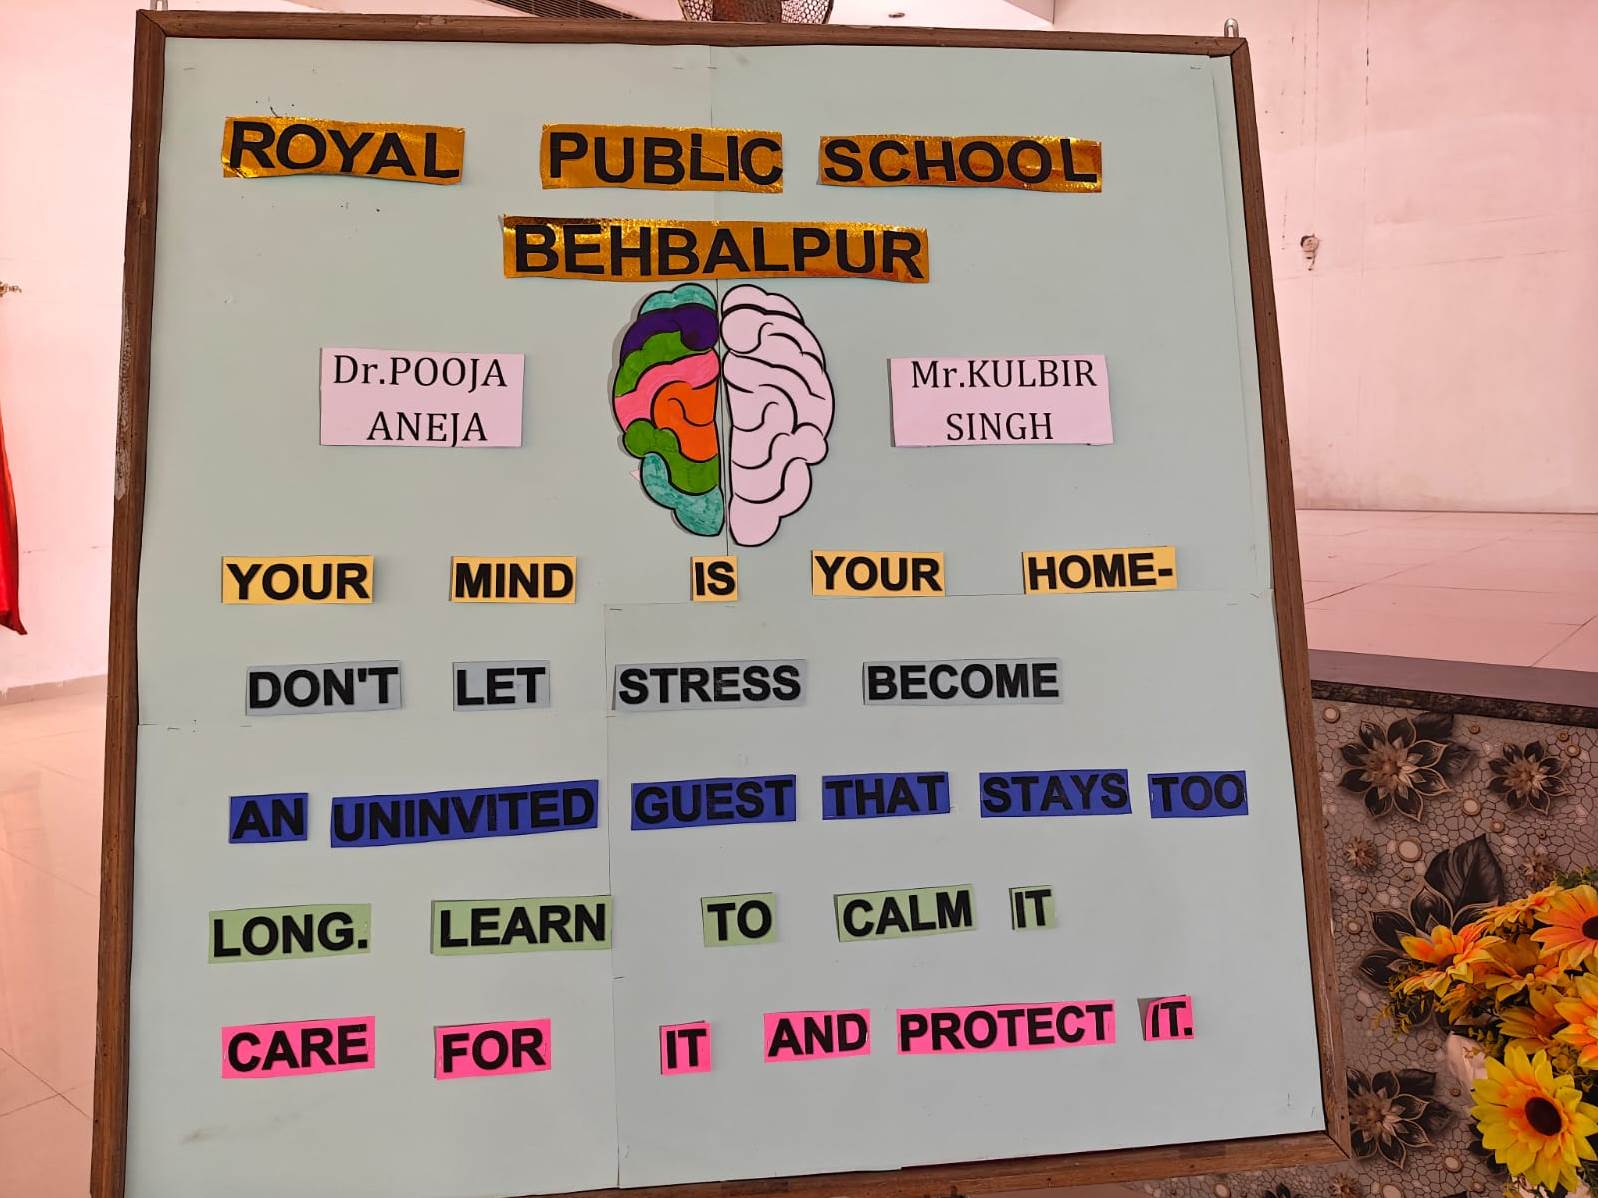 ROYAL PUBLIC SCHOOL
BEHBALPUR
Dr.POOJA
ANEJA
Mr.KULBIR
SINGH
YOUR MIND IS YOUR HOME-
DON'T LET STRESS BECOME
AN UNINVITED GUEST THAT STAYS TOO
LONG. LEARN TO CALM IT
CARE FOR IT AND PROTECT IT.